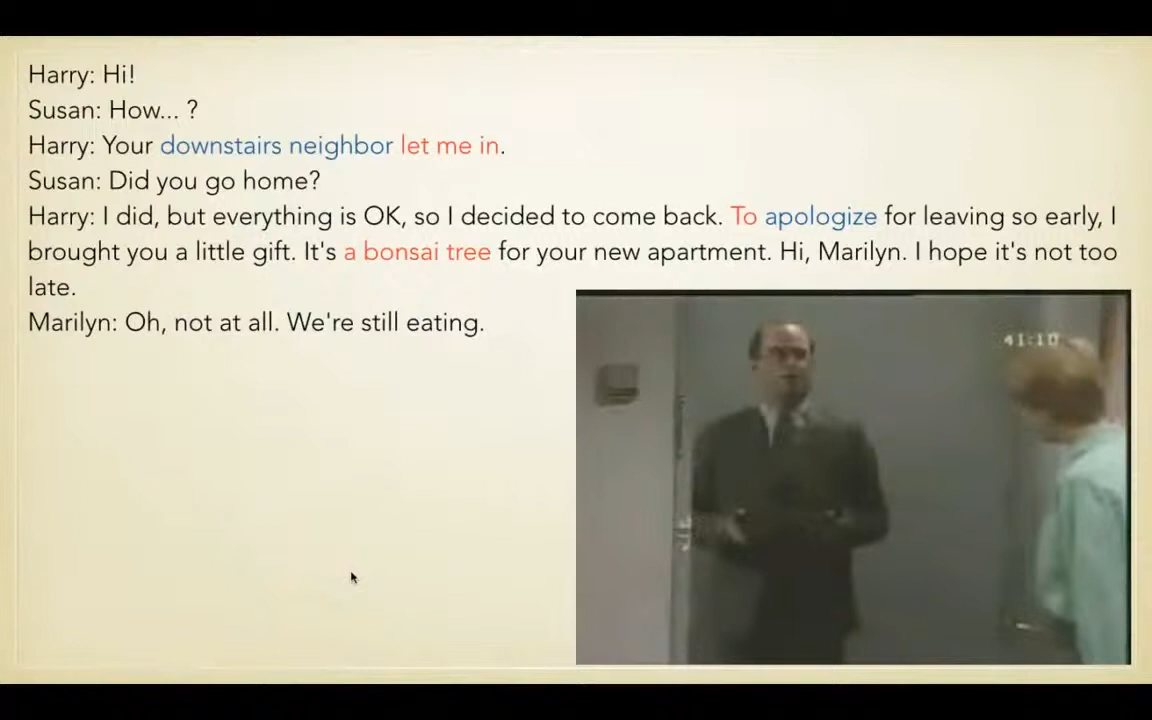 Harry: Hi!
Susan: How... ?
Harry: Your downstairs neighbor let me in.
Susan: Did you go home?
Harry: I did, but everything is OK, so I decided to come back. To apologize for leaving so early, I
brought you a little gift. It's a bonsai tree for your new apartment. Hi, Marilyn. I hope it's not too
late.
Marilyn: Oh, not at all. We're still eating.
41:10